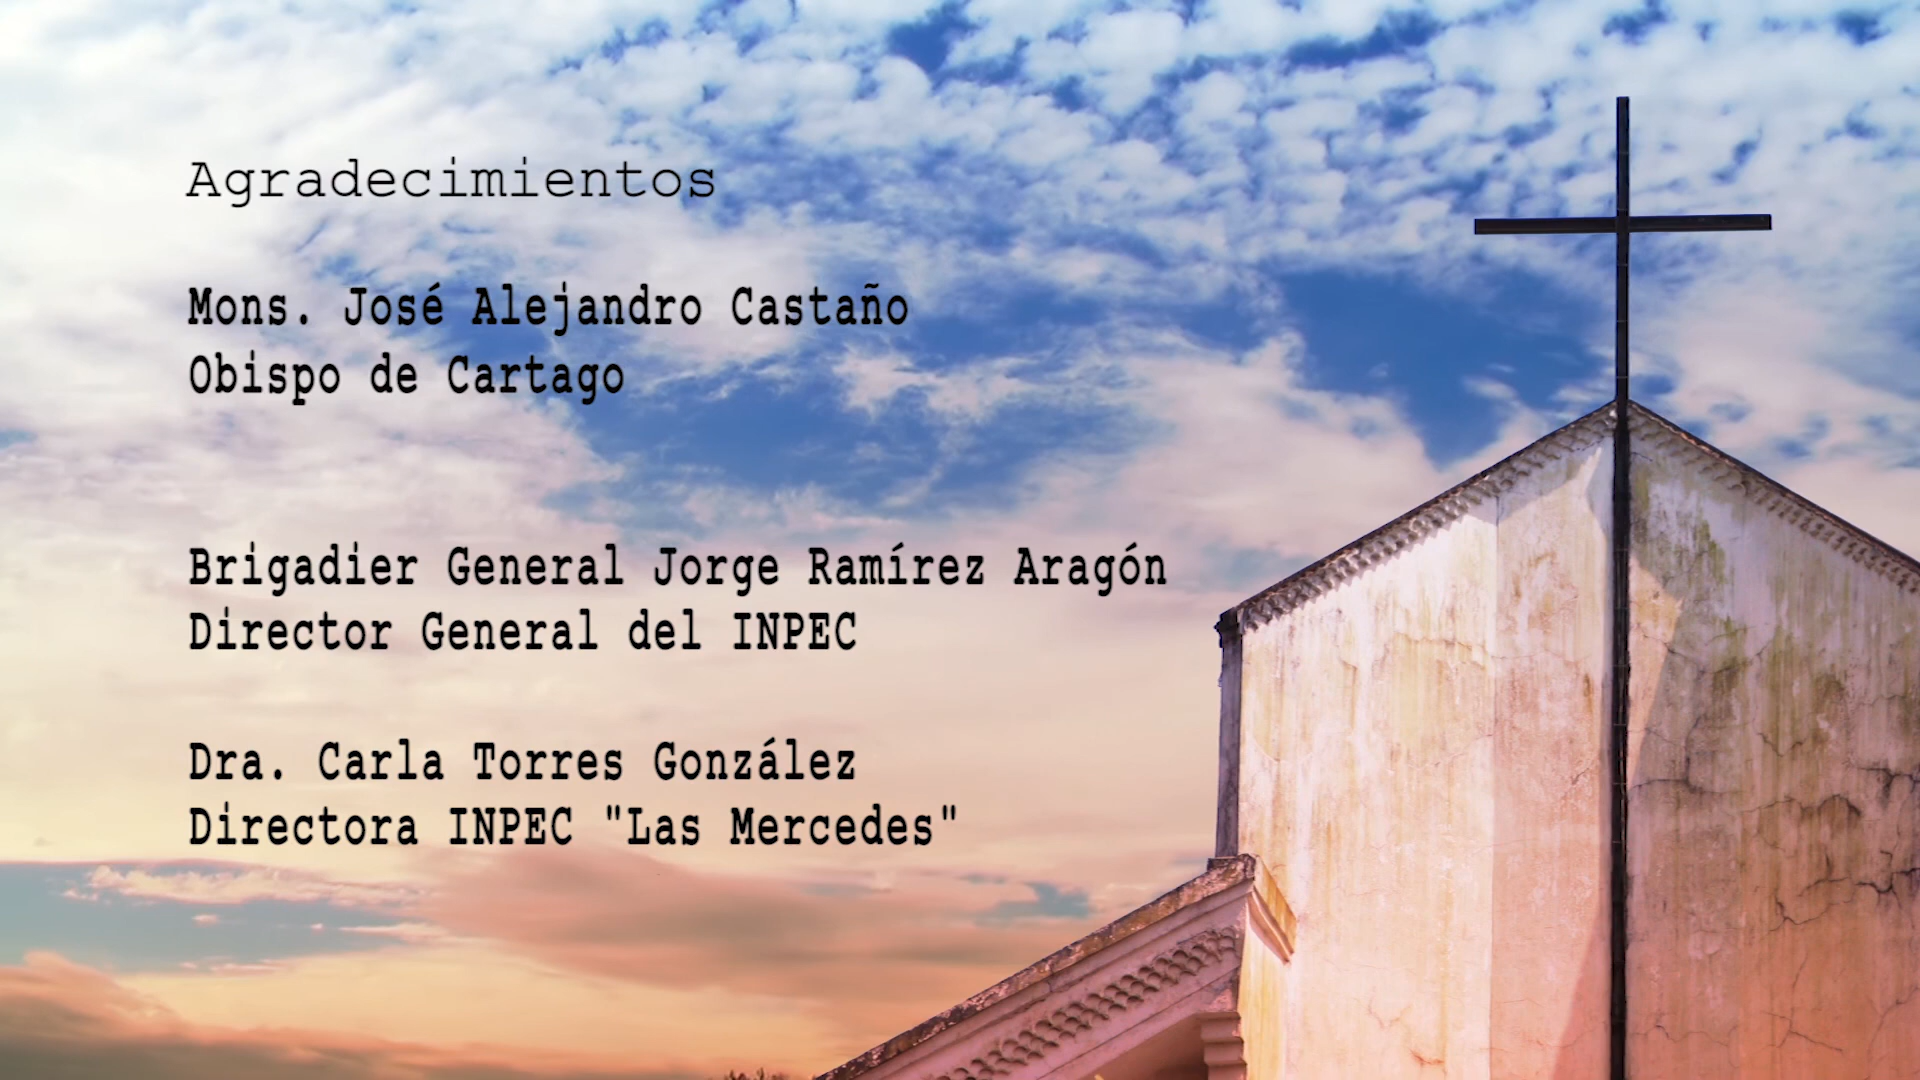 Agradecimientos
Mons. José Alejandro Castaño
Obispo de Cartago
Brigadier General Jorge Ramírez Aragón
Director General del INPEC
Dra. Carla Torres González
Directora INPEC "Las Mercedes"